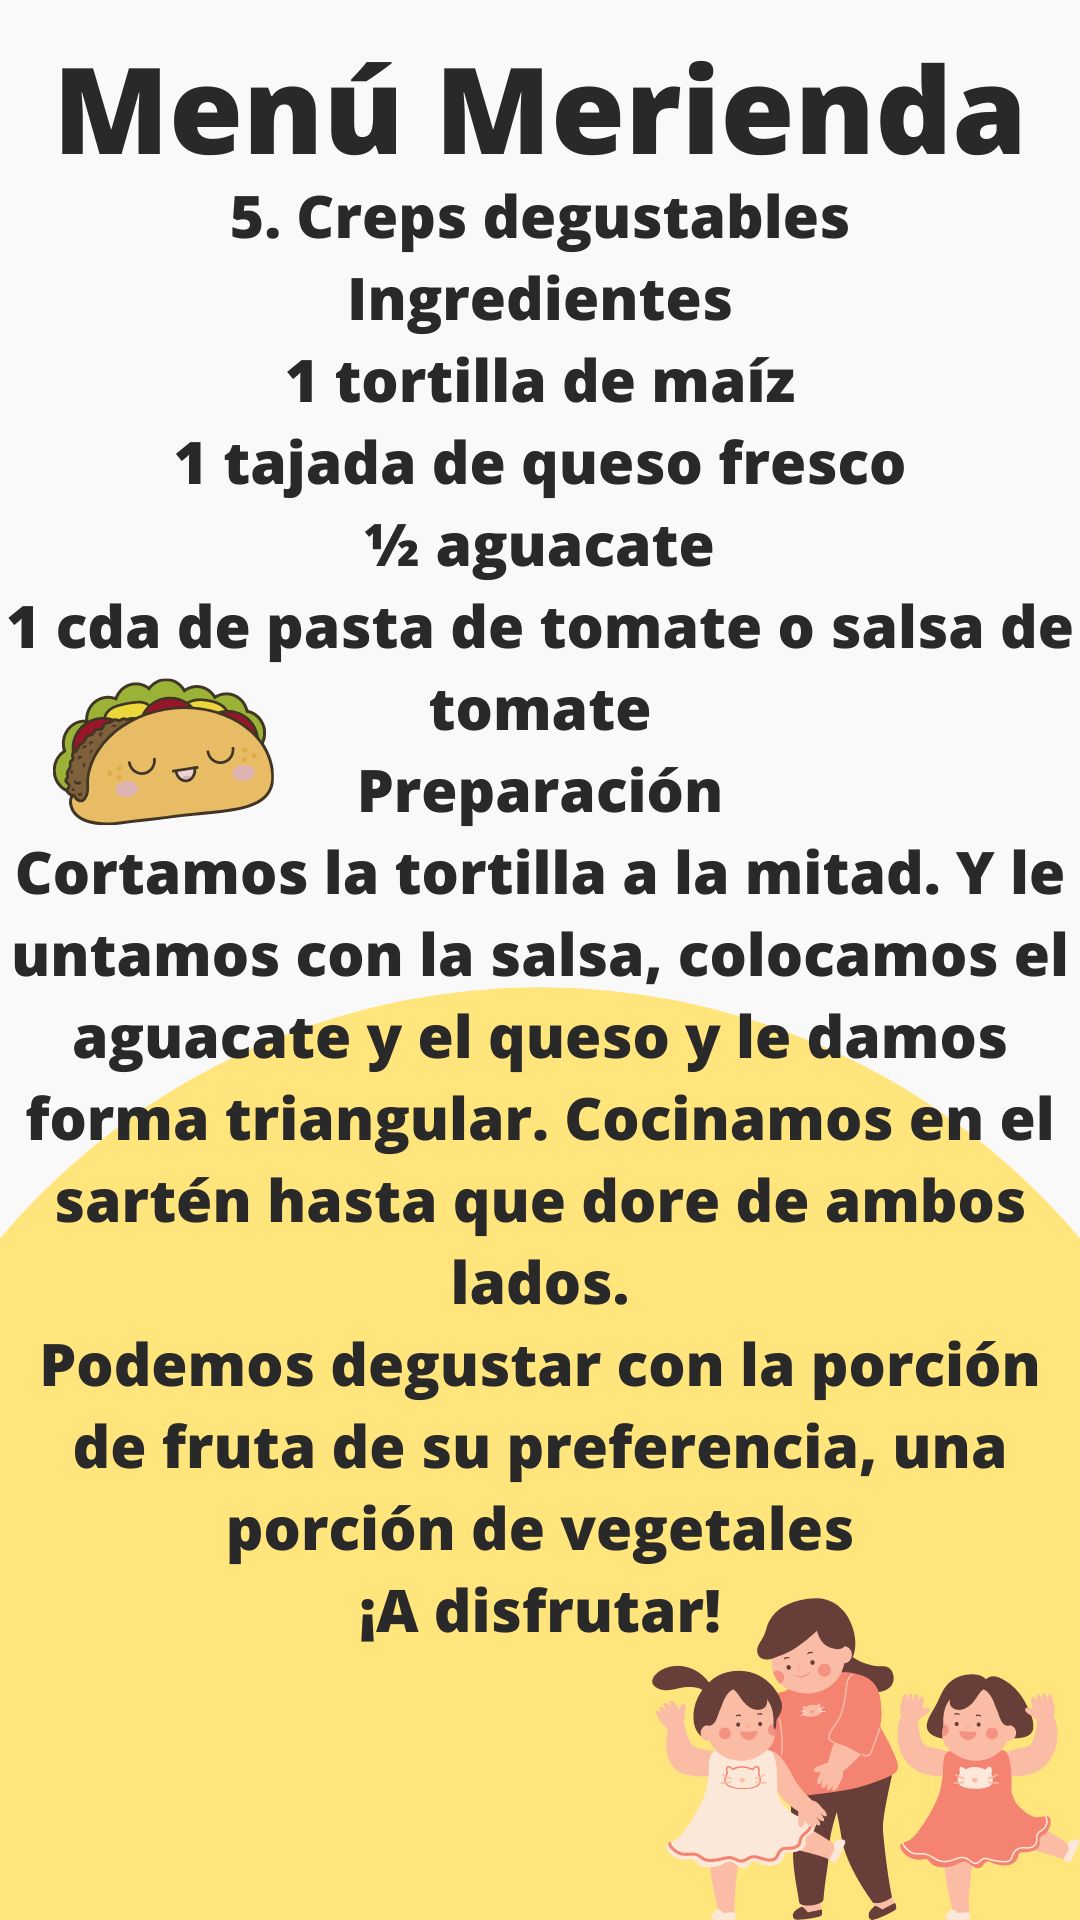 Menú Merienda
5. Creps degustables
Ingredientes
1 tortilla de maíz
1 tajada de queso fresco
½ aguacate
1 cda de pasta de tomate o salsa de
tomate
Preparación
Cortamos la tortilla a la mitad. Y le
untamos con la salsa, colocamos el
aguacate y el queso y le damos
forma triangular. Cocinamos en el
sartén hasta que dore de ambos
lados.
Podemos degustar con la porción
de fruta de su preferencia, una
porción de vegetales
¡A disfrutar!